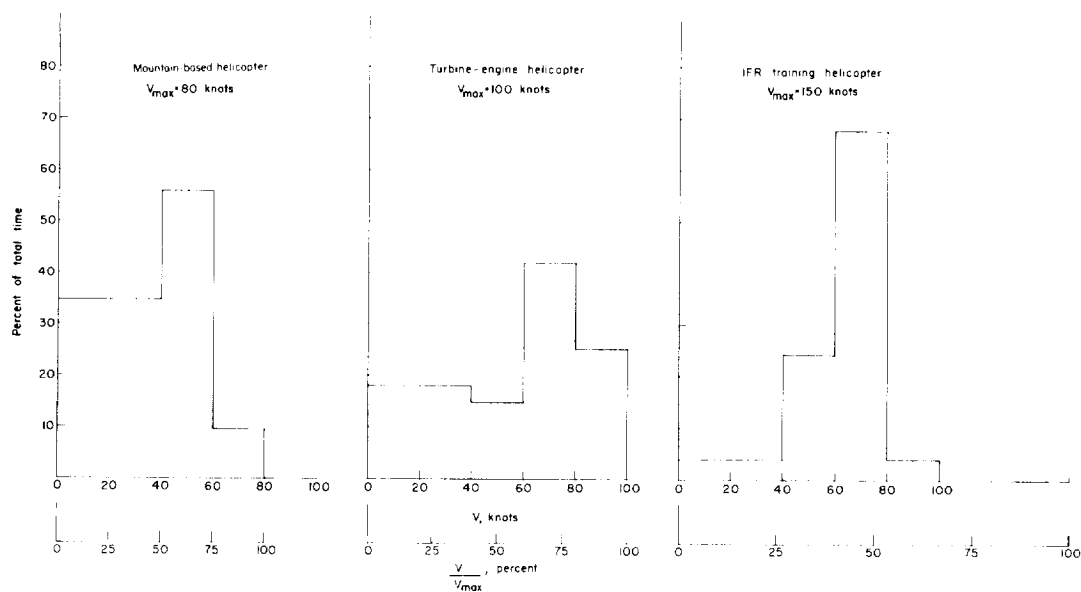 80
70
60
50
40
30
20
10
Percent of total time
Mountain-based helicopter
Vmax=80 knots
Turbine-engine helicopter
Vmax=100 knots
IFR training helicopter
Vmax=150 knots
0 20 40 60 80 100
0 20 40 60 80 100
0 20 40 60 80 100
V, knots
0 25 50 75 100
0 25 50 75 100
0 25 50 75 100
V/Vmax, percent